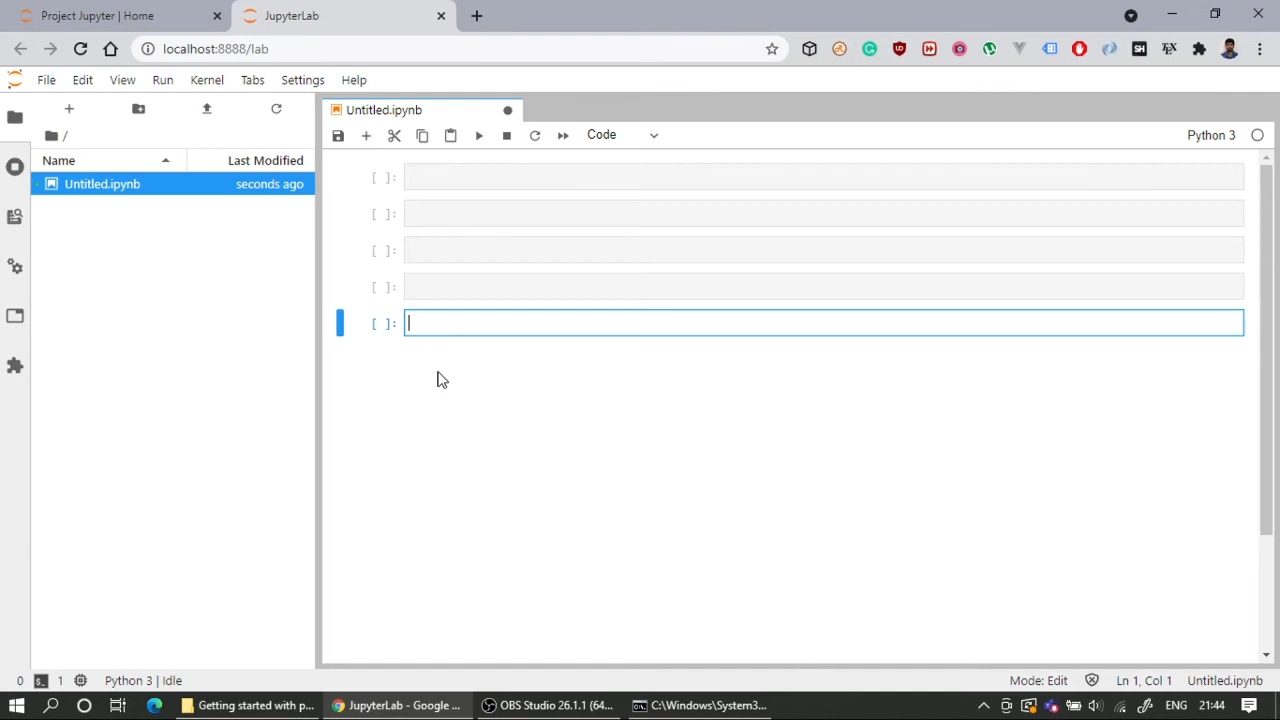 Project Jupyter | Home
JupyterLab
localhost:8888/lab
File Edit View Run Kernel Tabs Settings Help
Untitled.ipynb
/
Code
Python 3
Name
Last Modified
Untitled.ipynb
seconds ago
[ ]:
[ ]:
[ ]:
[ ]:
[ ]:
0
1
Python 3 | Idle
Mode: Edit
Ln 1, Col 1
Untitled.ipynb
Getting started with p...
JupyterLab - Google ...
OBS Studio 26.1.1 (64...
C:\Windows\System3...
ENG
21:44